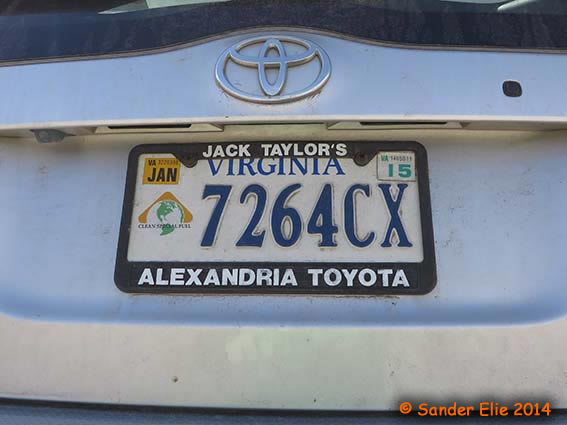 JACK TAYLOR'S
VIRGINIA
VA
JAN
VA
15
CLEAN SPECIAL FUEL
7264CX
ALEXANDRIA TOYOTA
© Sander Elie 2014